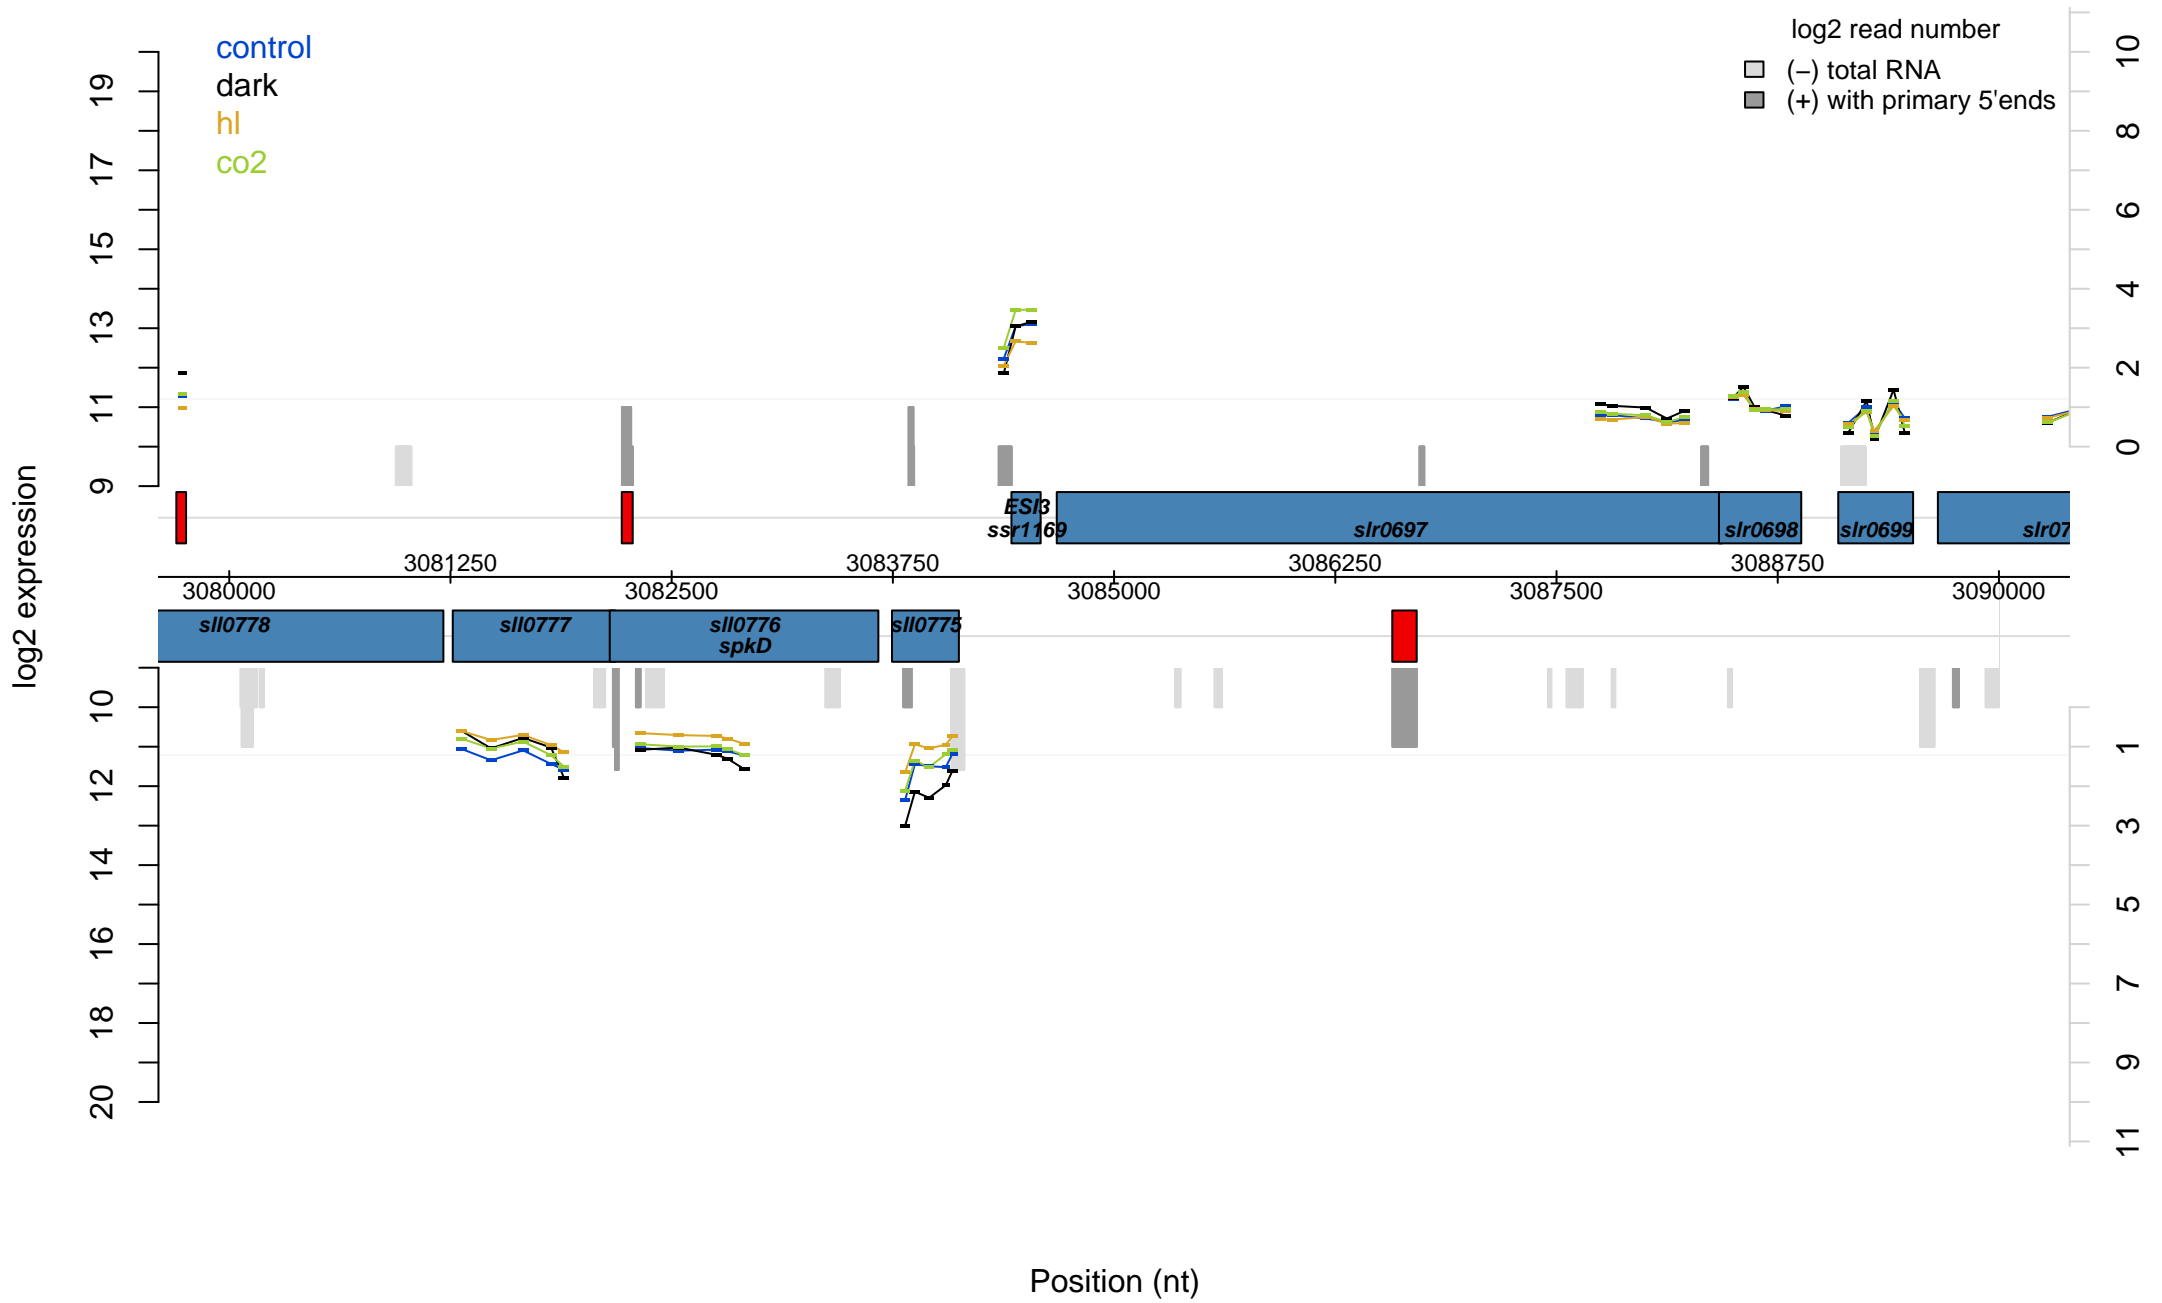 control
dark
hl
co2
log2 read number
(−) total RNA
(+) with primary 5'ends
19
17
15
13
11
9
10
8
6
4
2
0
log2 expression
ESI3
ssr1169
slr0697
slr0698
slr0699
slr07
3081250
3083750
3086250
3088750
3080000
3082500
3085000
3087500
3090000
sll0778
sll0777
sll0776
spkD
sll0775
10
12
14
16
18
20
1
3
5
7
9
11
Position (nt)